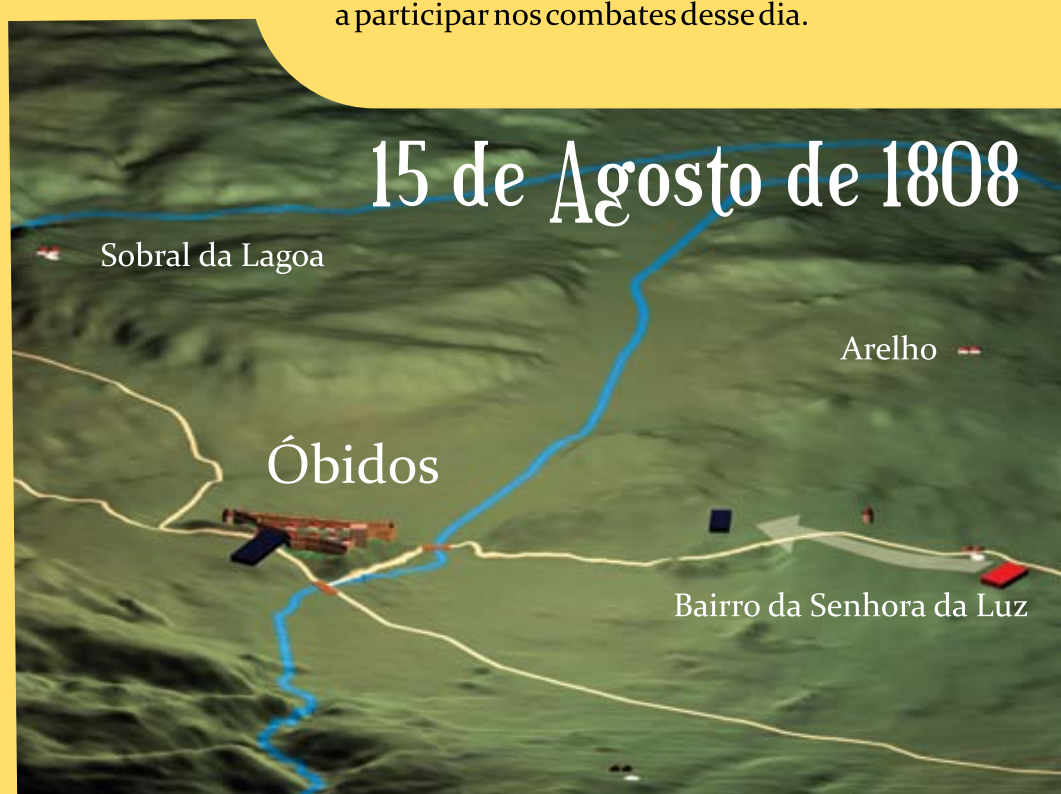 a participar nos combates desse dia.
15 de Agosto de 1808
Sobral da Lagoa
Arelho
Óbidos
Bairro da Senhora da Luz